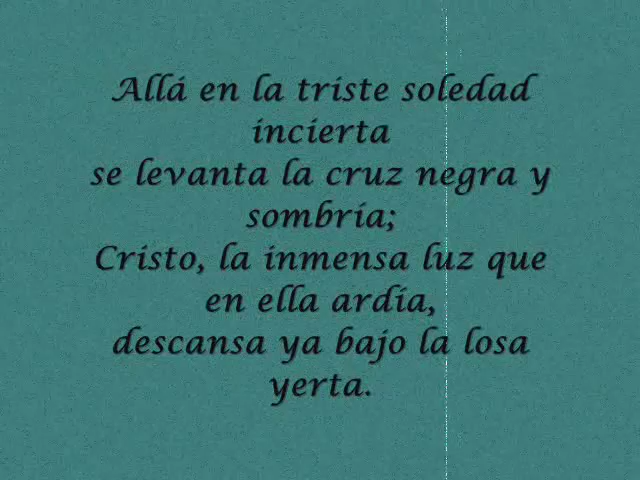 Allá en la triste soledad
incierta
se levanta la cruz negra y
sombría;
Cristo, la inmensa luz que
en ella ardía,
descansa ya bajo la losa
yerta.